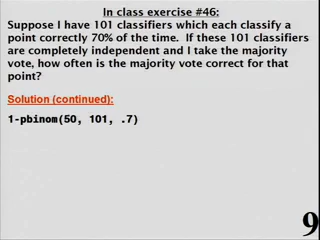 In class exercise #46:
Suppose I have 101 classifiers which each classify a
point correctly 70% of the time.  If these 101 classifiers
are completely independent and I take the majority
vote, how often is the majority vote correct for that
point?
Solution (continued):
1-pbinom(50, 101, .7)
9